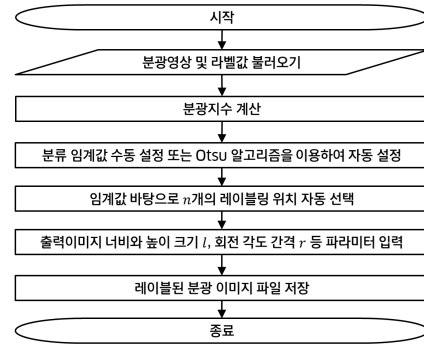 시작
분광영상 및 라벨값 불러오기
분광지수 계산
분류 임계값 수동 설정 또는 Otsu 알고리즘을 이용하여 자동 설정
임계값 바탕으로 n개의 레이블링 위치 자동 선택
출력이미지 너비와 높이 크기 l, 회전 각도 간격 r 등 파라미터 입력
레이블된 분광 이미지 파일 저장
종료